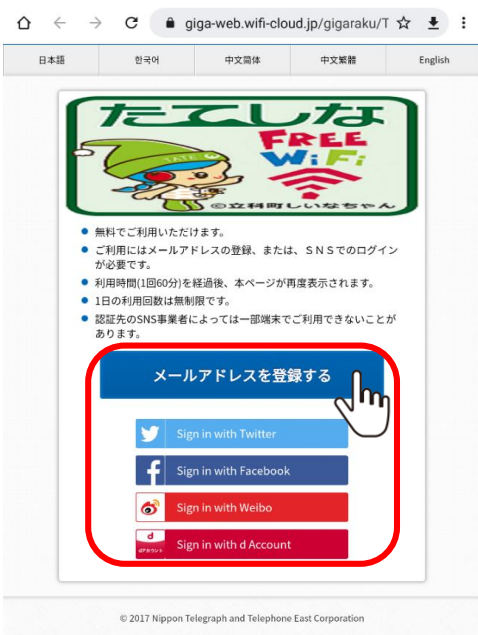 giga-web.wifi-cloud.jp/gigaraku/T
日本語 한국어 中文简体 中文繁體 English
たてしな
FREE
Wi-Fi
TATE
©立科町しいなちゃん
無料でご利用いただけます。
ご利用にはメールアドレスの登録、または、ＳＮＳでのログイン
が必要です。
利用時間(1回60分)を経過後、本ページが再度表示されます。
1日の利用回数は無制限です。
認証先のSNS事業者によっては一部端末でご利用できないことが
あります。
メールアドレスを登録する
Sign in with Twitter
Sign in with Facebook
Sign in with Weibo
d
dアカウント
Sign in with d Account
© 2017 Nippon Telegraph and Telephone East Corporation